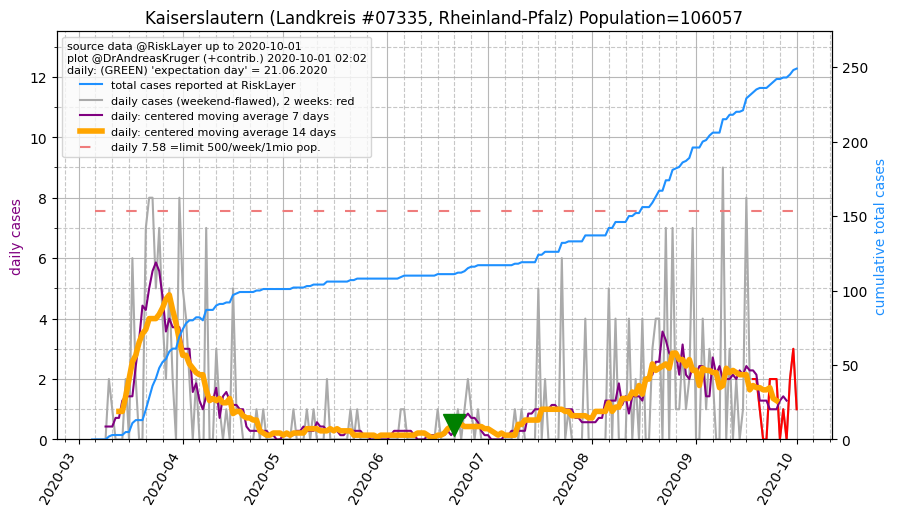 Kaiserslautern (Landkreis #07335, Rheinland-Pfalz) Population=106057
source data @RiskLayer up to 2020-10-01
plot @DrAndreasKruger (+contrib.) 2020-10-01 02:02
daily: (GREEN) 'expectation day' = 21.06.2020
total cases reported at RiskLayer
daily cases (weekend-flawed), 2 weeks: red
daily: centered moving average 7 days
daily: centered moving average 14 days
daily 7.58 =limit 500/week/1mio pop.
daily cases
12
10
8
6
4
2
0
cumulative total cases
250
200
150
100
50
0
2020-03
2020-04
2020-05
2020-06
2020-07
2020-08
2020-09
2020-10